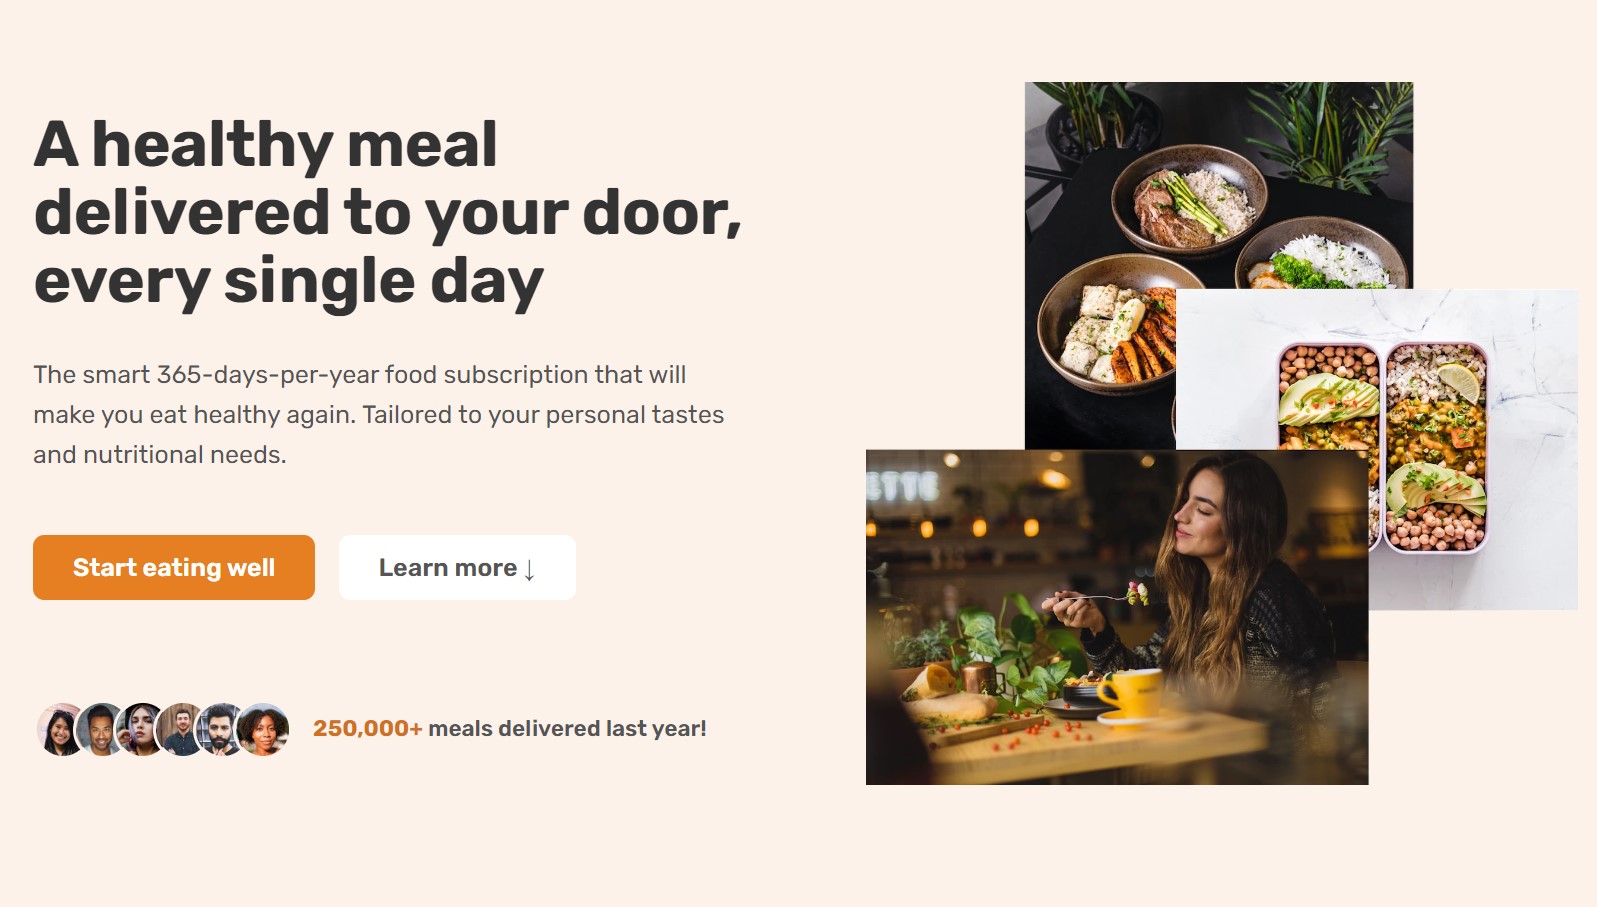 A healthy meal
delivered to your door,
every single day
The smart 365-days-per-year food subscription that will
make you eat healthy again. Tailored to your personal tastes
and nutritional needs.
Start eating well
Learn more ↓
250,000+ meals delivered last year!
ETTE